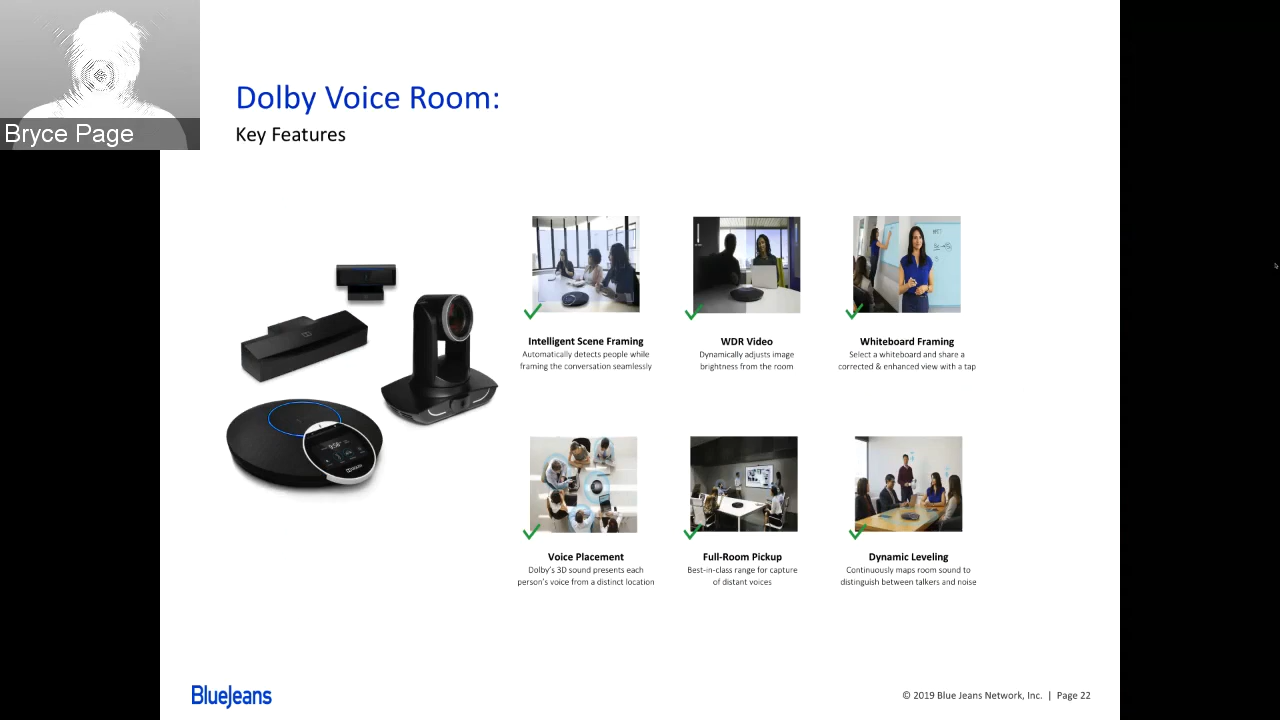 Bryce Page
Dolby Voice Room:
Key Features
Intelligent Scene Framing
Automatically detects people while
framing the conversation seamlessly
WDR Video
Dynamically adjusts image
brightness from the room
Whiteboard Framing
Select a whiteboard and share a
corrected & enhanced view with a tap
Voice Placement
Dolby's 3D sound presents each
person's voice from a distinct location
Full-Room Pickup
Best-in-class range for capture
of distant voices
Dynamic Leveling
Continuously maps room sound to
distinguish between talkers and noise
BlueJeans
© 2019 Blue Jeans Network, Inc. | Page 22